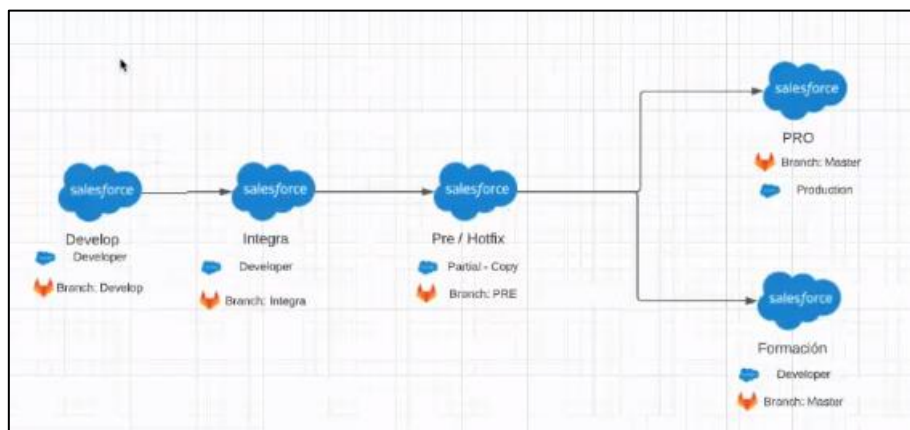 salesforce
Develop
Developer
Branch: Develop
salesforce
Integra
Developer
Branch: Integra
salesforce
Pre / Hotfix
Partial - Copy
Branch: PRE
salesforce
PRO
Branch: Master
Production
salesforce
Formación
Developer
Branch: Master